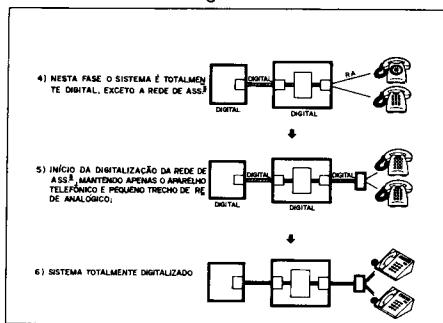 4) NESTA FASE O SISTEMA É TOTALMEN
TE DIGITAL, EXCETO A REDE DE ASS.ª
DIGITAL
RA
DIGITAL
DIGITAL
5) INÍCIO DA DIGITALIZAÇÃO DA REDE DE
ASS.ª, MANTENDO APENAS O APARELHO
TELEFÔNICO E PEQUENO TRECHO DE RE
DE ANALÓGICO;
DIGITAL
DIGITAL
DIGITAL
DIGITAL
6) SISTEMA TOTALMENTE DIGITALIZADO